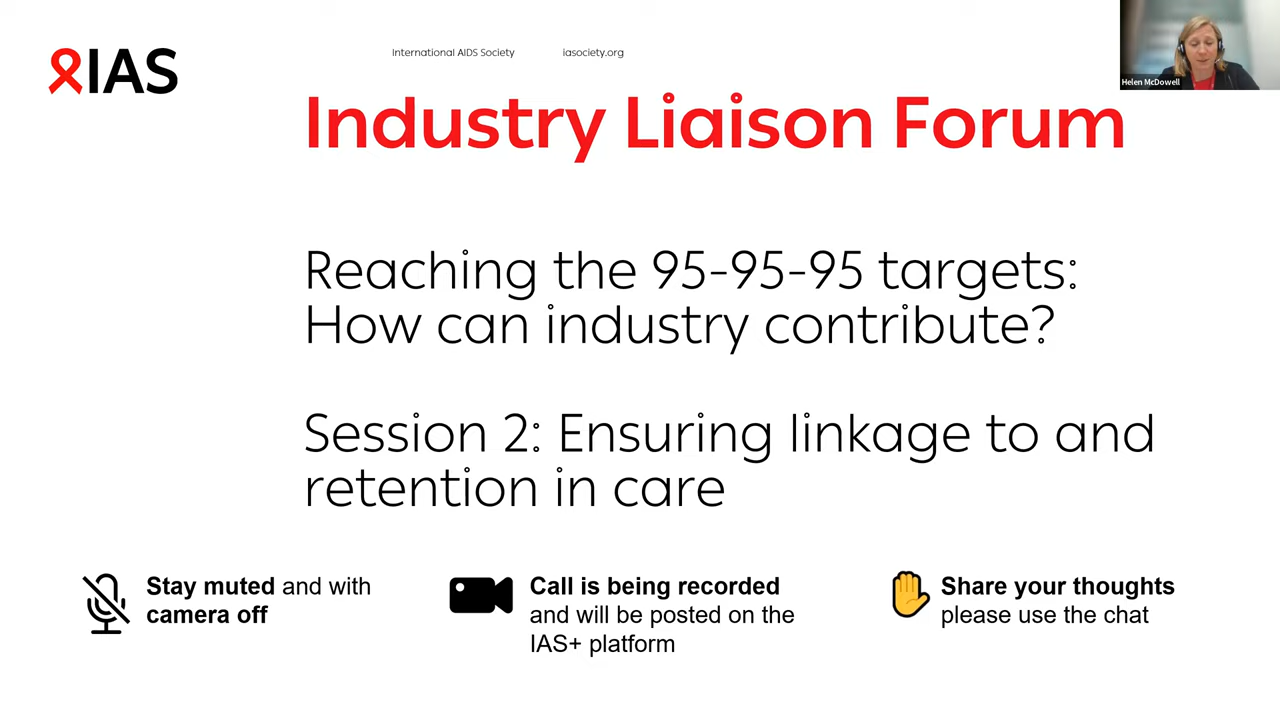 IAS
International AIDS Society
iasociety.org
Helen McDowell
Industry Liaison Forum
Reaching the 95-95-95 targets:
How can industry contribute?
Session 2: Ensuring linkage to and
retention in care
Stay muted and with
camera off
Call is being recorded
and will be posted on the
IAS+ platform
Share your thoughts
please use the chat